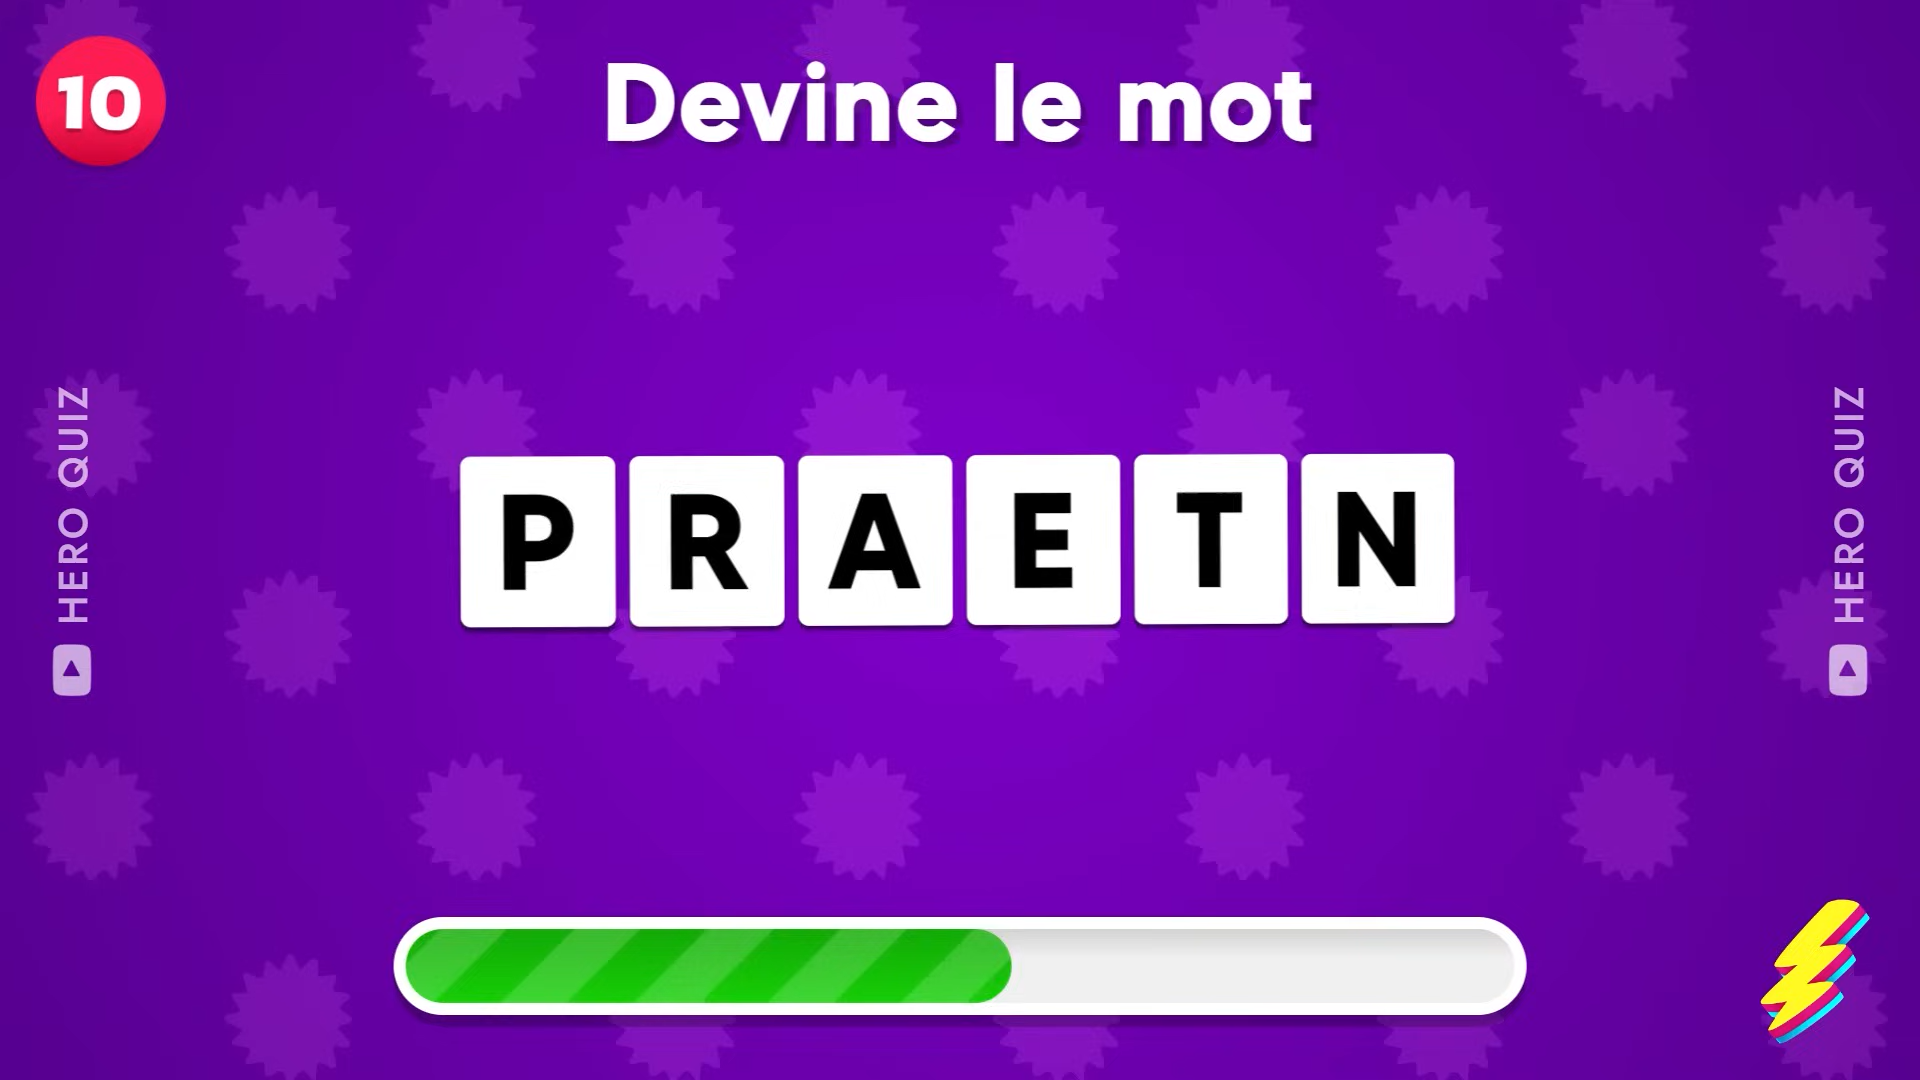 10
Devine le mot
HERO QUIZ
PRAETN
HERO QUIZ